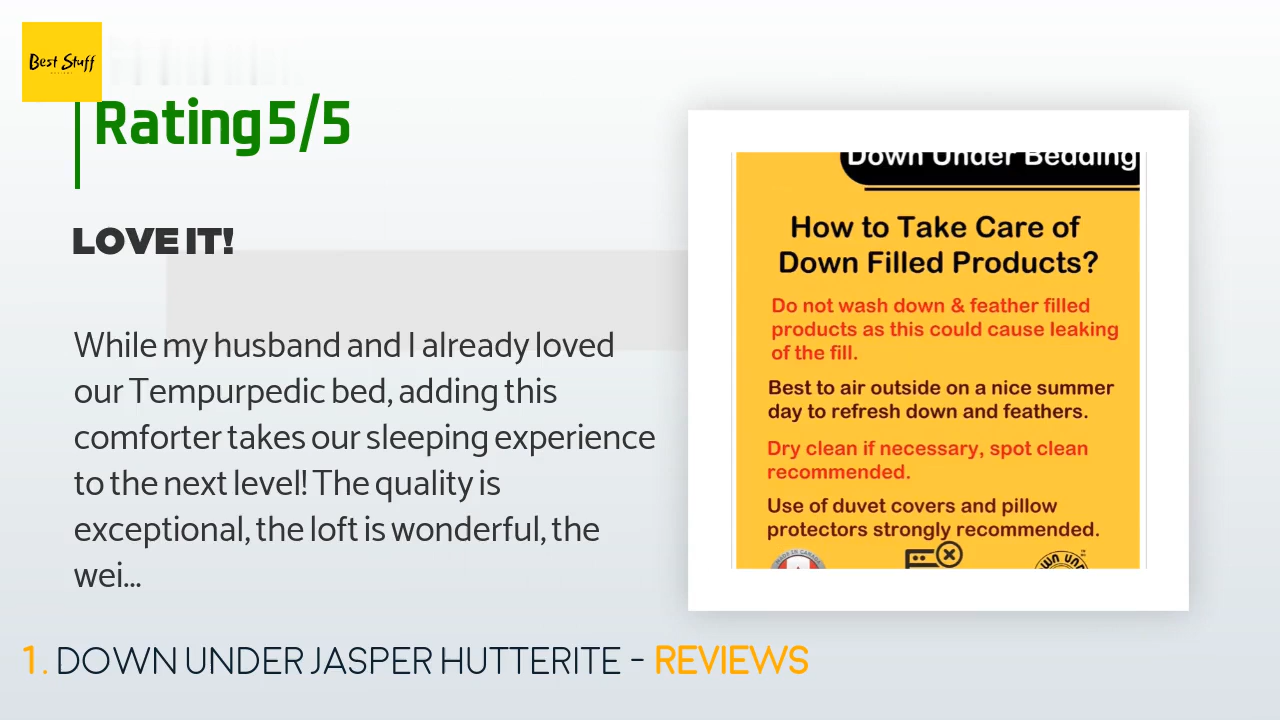 Best Stuff
Rating 5/5
LOVE IT!
While my husband and I already loved
our Tempurpedic bed, adding this
comforter takes our sleeping experience
to the next level! The quality is
exceptional, the loft is wonderful, the
wei...
Down Under Bedding
How to Take Care of
Down Filled Products?
Do not wash down & feather filled
products as this could cause leaking
of the fill.
Best to air outside on a nice summer
day to refresh down and feathers.
Dry clean if necessary, spot clean
recommended.
Use of duvet covers and pillow
protectors strongly recommended.
1. DOWN UNDER JASPER HUTTERITE - REVIEWS